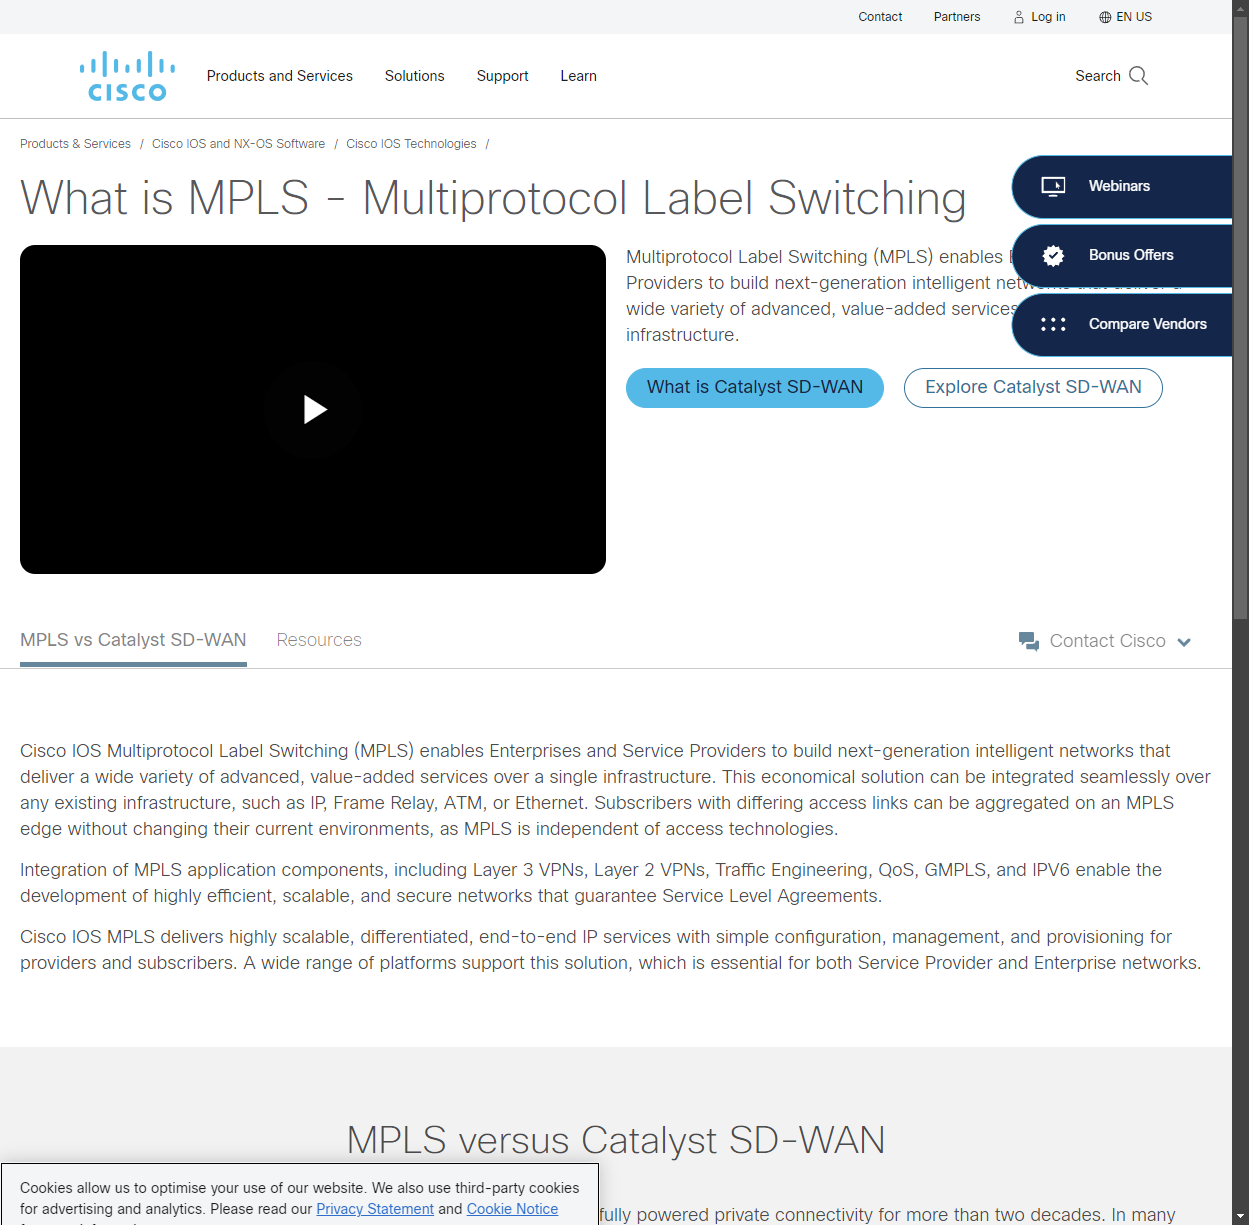 Contact Partners Log in EN US
CISCO
Products and Services Solutions Support Learn Search
Products & Services / Cisco IOS and NX-OS Software / Cisco IOS Technologies /
What is MPLS - Multiprotocol Label Switching
Webinars
Bonus Offers
Compare Vendors
Multiprotocol Label Switching (MPLS) enables
Providers to build next-generation intelligent networks that deliver a
wide variety of advanced, value-added services
infrastructure.
What is Catalyst SD-WAN Explore Catalyst SD-WAN
MPLS vs Catalyst SD-WAN Resources Contact Cisco
Cisco IOS Multiprotocol Label Switching (MPLS) enables Enterprises and Service Providers to build next-generation intelligent networks that
deliver a wide variety of advanced, value-added services over a single infrastructure. This economical solution can be integrated seamlessly over
any existing infrastructure, such as IP, Frame Relay, ATM, or Ethernet. Subscribers with differing access links can be aggregated on an MPLS
edge without changing their current environments, as MPLS is independent of access technologies.
Integration of MPLS application components, including Layer 3 VPNs, Layer 2 VPNs, Traffic Engineering, QoS, GMPLS, and IPV6 enable the
development of highly efficient, scalable, and secure networks that guarantee Service Level Agreements.
Cisco IOS MPLS delivers highly scalable, differentiated, end-to-end IP services with simple configuration, management, and provisioning for
providers and subscribers. A wide range of platforms support this solution, which is essential for both Service Provider and Enterprise networks.
MPLS versus Catalyst SD-WAN
fully powered private connectivity for more than two decades. In many
Cookies allow us to optimise your use of our website. We also use third-party cookies
for advertising and analytics. Please read our Privacy Statement and Cookie Notice